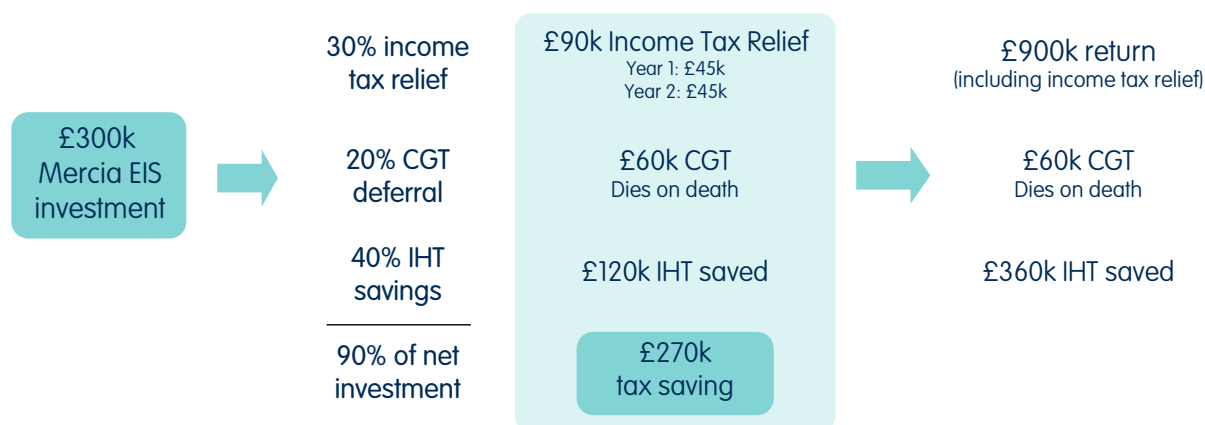 £300k
Mercia EIS
investment
30% income
tax relief
20% CGT
deferral
40% IHT
savings
90% of net
investment
£90k Income Tax Relief
Year 1: £45k
Year 2: £45k
£60k CGT
Dies on death
£120k IHT saved
£270k
tax saving
£900k return
(including income tax relief)
£60k CGT
Dies on death
£360k IHT saved